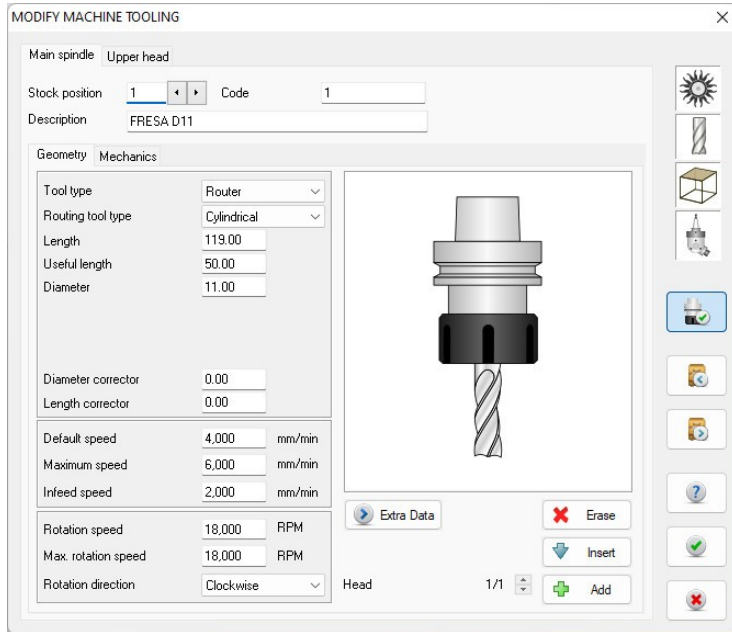 MODIFY MACHINE TOOLING
Main spindle Upper head
Stock position 1 Code 1
Description FRESA D11
Geometry Mechanics
Tool type Router
Routing tool type Cylindrical
Length 119.00
Useful length 50.00
Diameter 11.00
Diameter corrector 0.00
Length corrector 0.00
Default speed 4,000 mm/min
Maximum speed 6,000 mm/min
Infeed speed 2,000 mm/min
Rotation speed 18,000 RPM
Max. rotation speed 18,000 RPM
Rotation direction Clockwise
Extra Data Erase
Insert
Head 1/1 Add